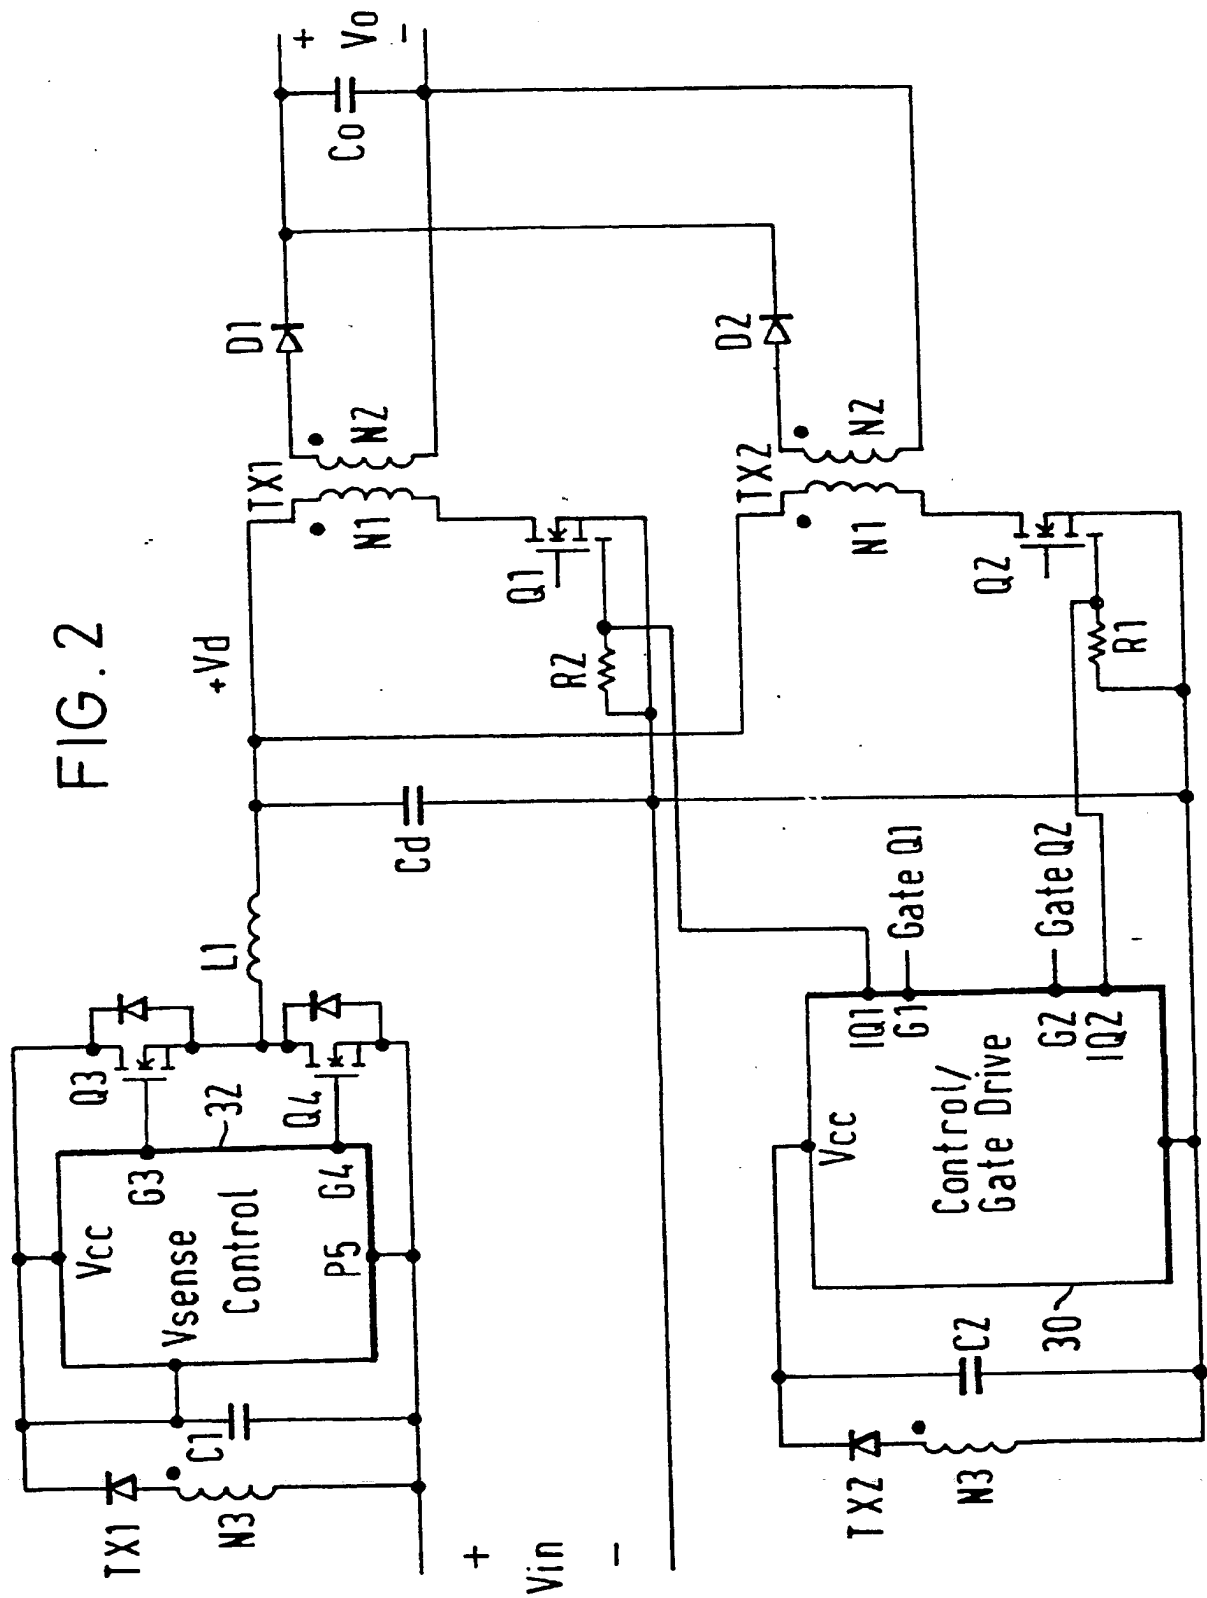 FIG. 2
TX1
N3
C1
Vcc
Vsense
Control
P5
G3
G4
32
Q3
Q4
L1
+Vd
Cd
+
Vin
-
TX1
N1
N2
D1
Q1
R2
Co
+
Vo
-
TX2
N1
N2
D2
Q2
R1
TX2
N3
C2
30
Vcc
Control/
Gate Drive
IQ1
G1
Gate Q1
G2
Gate Q2
IQ2